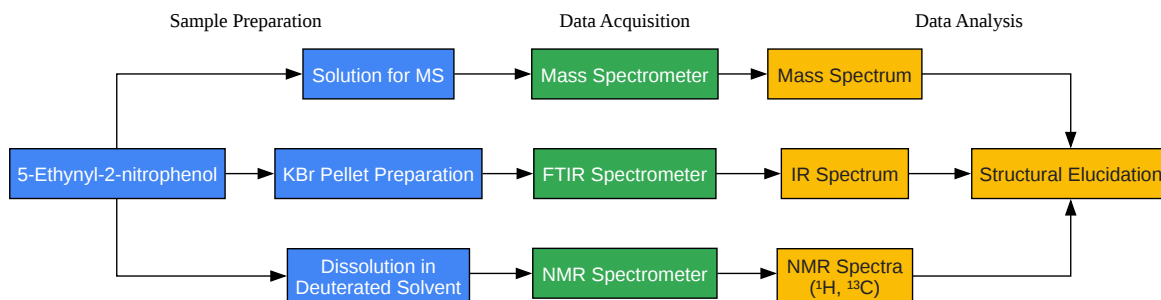 Sample Preparation
Data Acquisition
Data Analysis
Solution for MS
Mass Spectrometer
Mass Spectrum
5-Ethynyl-2-nitrophenol
KBr Pellet Preparation
FTIR Spectrometer
IR Spectrum
Structural Elucidation
Dissolution in
Deuterated Solvent
NMR Spectrometer
NMR Spectra
(¹H, ¹³C)